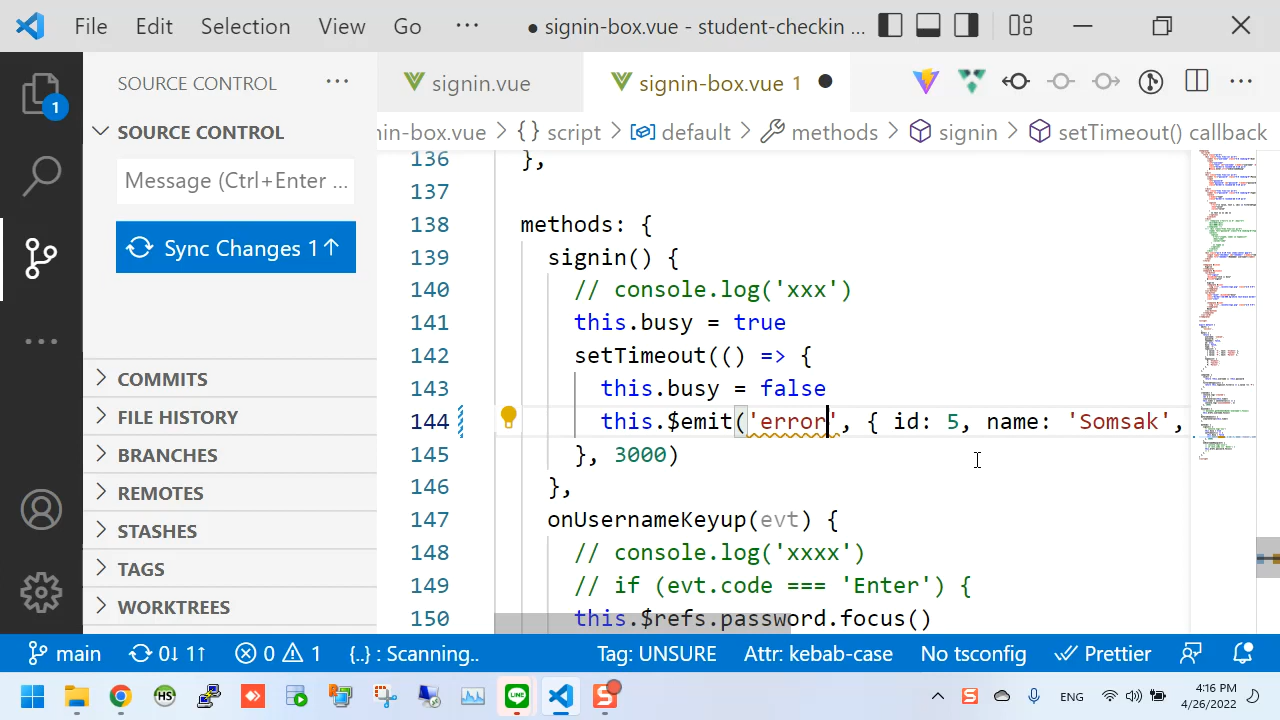 File Edit Selection View Go ··· ● signin-box.vue - student-checkin ...
SOURCE CONTROL ···
signin.vue
signin-box.vue 1 ●
in-box.vue > {} script > default > methods > signin > setTimeout() callback
1
SOURCE CONTROL
Message (Ctrl+Enter ...
Sync Changes 1↑
COMMITS
FILE HISTORY
BRANCHES
REMOTES
STASHES
TAGS
WORKTREES
136 },
137
138 methods: {
139 signin() {
140 // console.log('xxx')
141 this.busy = true
142 setTimeout(() => {
143 this.busy = false
144 this.$emit('error', { id: 5, name: 'Somsak',
145 }, 3000)
146 },
147 onUsernameKeyup(evt) {
148 // console.log('xxxx')
149 // if (evt.code === 'Enter') {
150 this.$refs.password.focus()
main 0↓ 1↑ 0 1 {..} : Scanning.. Tag: UNSURE Attr: kebab-case No tsconfig Prettier
HS LINE S S ENG 4:16 PM
4/26/2022